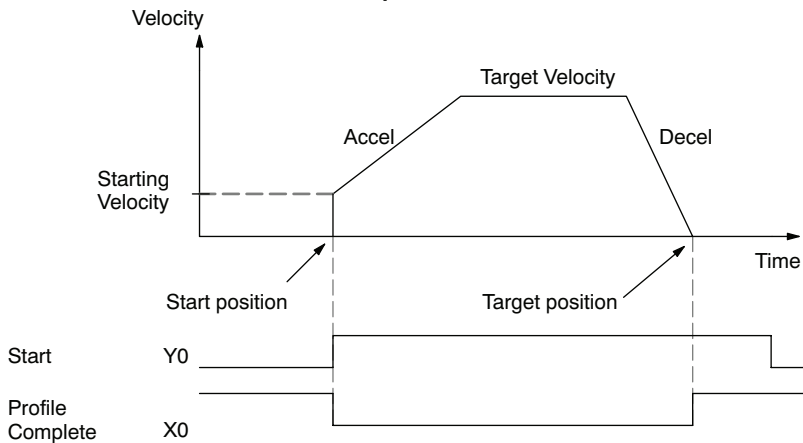 Velocity
Target Velocity
Accel
Decel
Starting
Velocity
Time
Start position
Target position
Start Y0
Profile
Complete X0